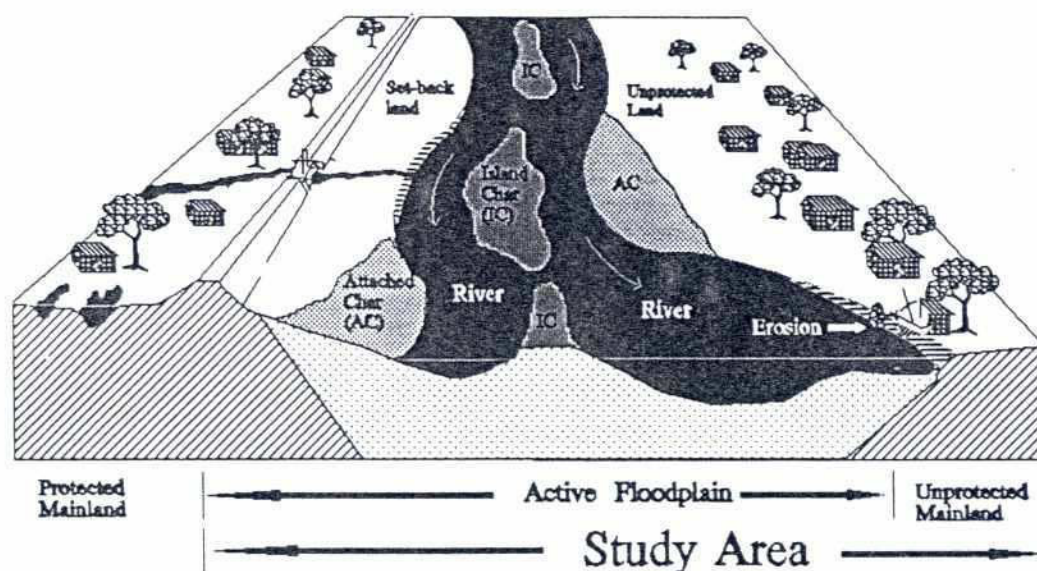 IC
Set-back
land
Unprotected
Land
Island
Char
(IC)
AC
Attached
Char
(AC)
River
IC
River
Erosion
Protected
Mainland
Active Floodplain
Unprotected
Mainland
Study Area